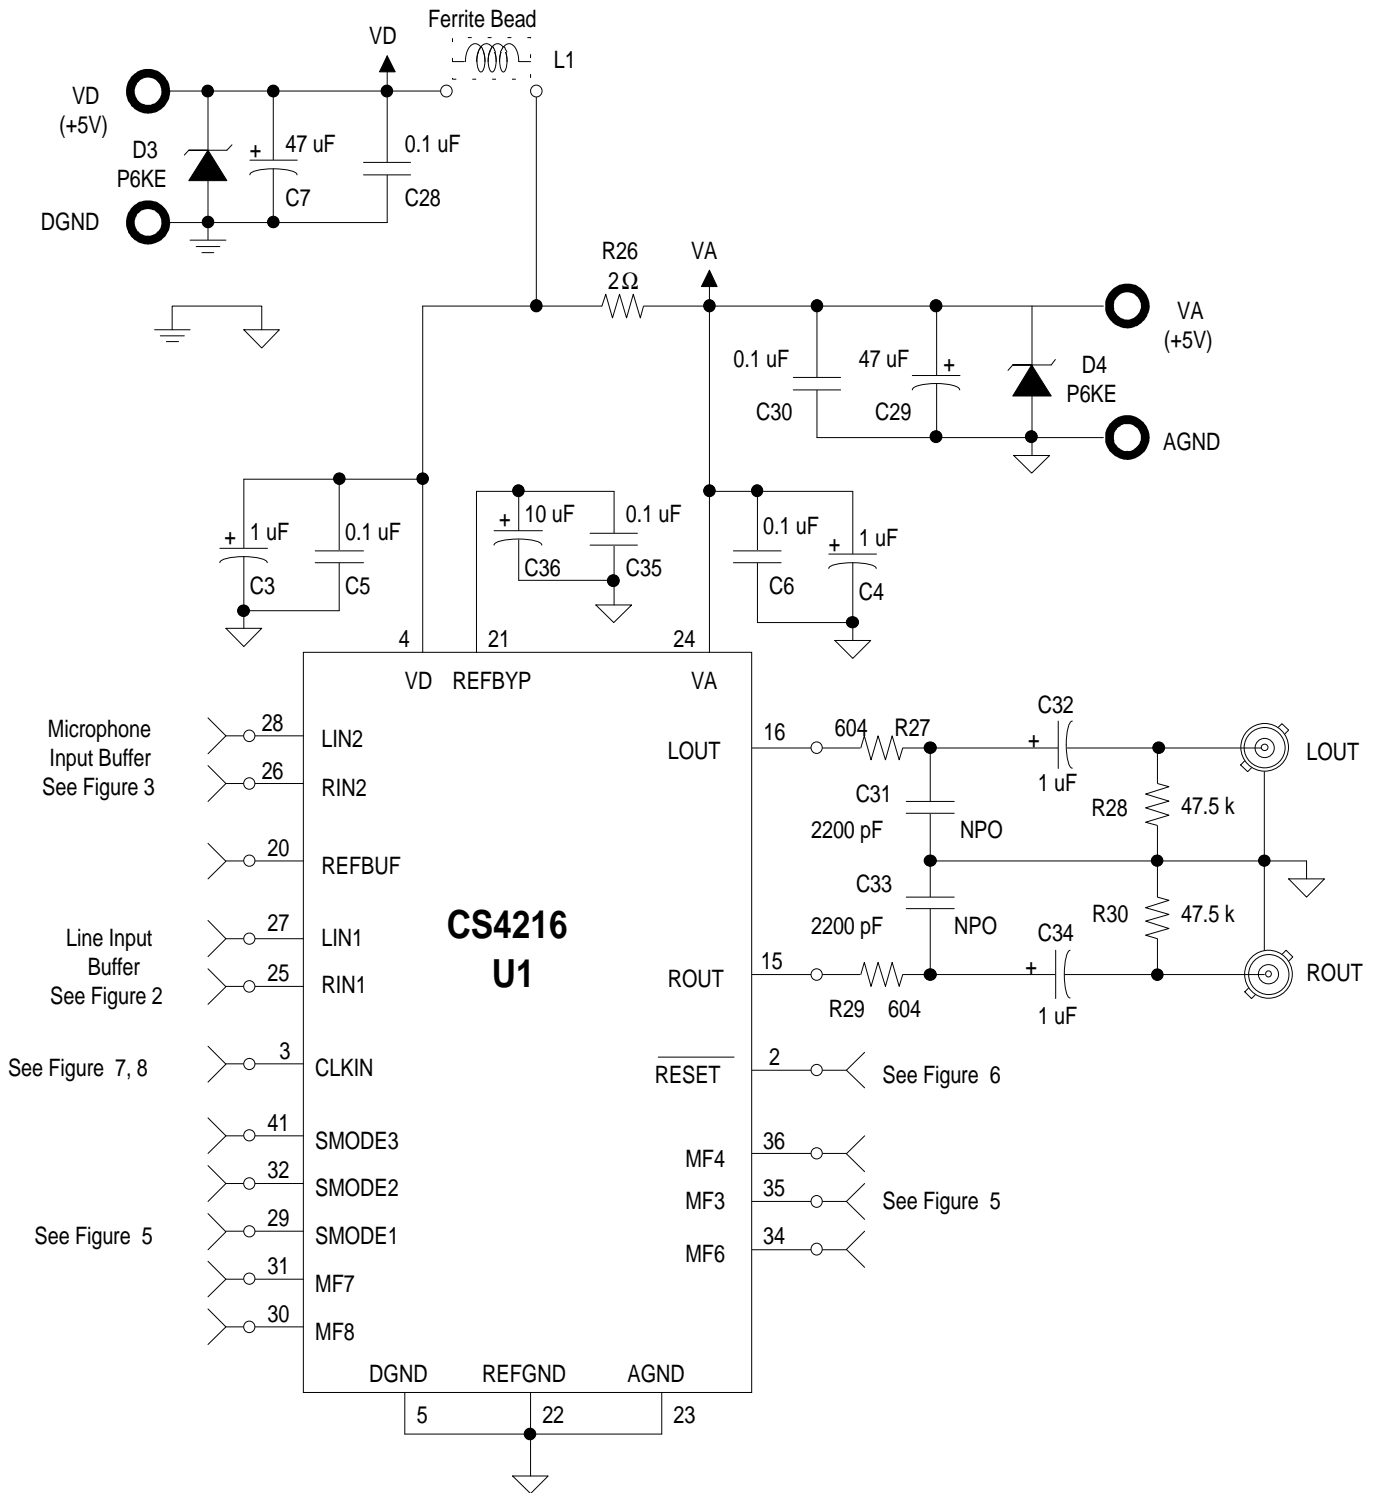 Ferrite Bead
VD
L1
VD
(+5V)
D3
P6KE
+
47 uF
C7
0.1 uF
C28
DGND
R26
2Ω
VA
VA
(+5V)
0.1 uF
C30
47 uF
+
C29
D4
P6KE
AGND
+
1 uF
C3
0.1 uF
C5
+
10 uF
C36
0.1 uF
C35
0.1 uF
C6
+
1 uF
C4
4
21
24
VD
REFBYP
VA
Microphone
Input Buffer
See Figure 3
28
LIN2
26
RIN2
20
REFBUF
Line Input
Buffer
See Figure 2
27
LIN1
25
RIN1
See Figure 7, 8
3
CLKIN
41
SMODE3
32
SMODE2
See Figure 5
29
SMODE1
31
MF7
30
MF8
CS4216
U1
LOUT
16
604
R27
C32
+
1 uF
LOUT
C31
2200 pF
NPO
R28
47.5 k
C33
2200 pF
NPO
R30
47.5 k
ROUT
15
R29
604
C34
+
1 uF
ROUT
RESET
2
See Figure 6
MF4
36
MF3
35
See Figure 5
MF6
34
DGND
REFGND
AGND
5
22
23